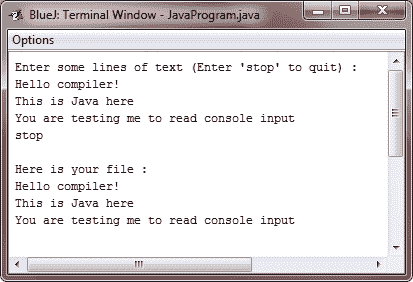 BlueJ: Terminal Window - JavaProgram.java
Options
Enter some lines of text (Enter 'stop' to quit) :
Hello compiler!
This is Java here
You are testing me to read console input
stop
Here is your file :
Hello compiler!
This is Java here
You are testing me to read console input